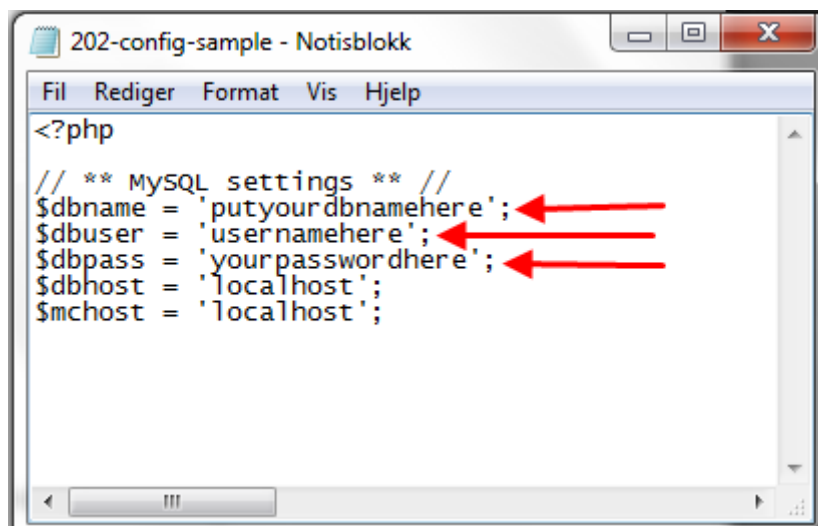 202-config-sample - Notisblokk
Fil Rediger Format Vis Hjelp
<?php
// ** MySQL settings ** //
$dbname = 'putyourdbnamehere';
$dbuser = 'usernamehere';
$dbpass = 'yourpasswordhere';
$dbhost = 'localhost';
$mchost = 'localhost';